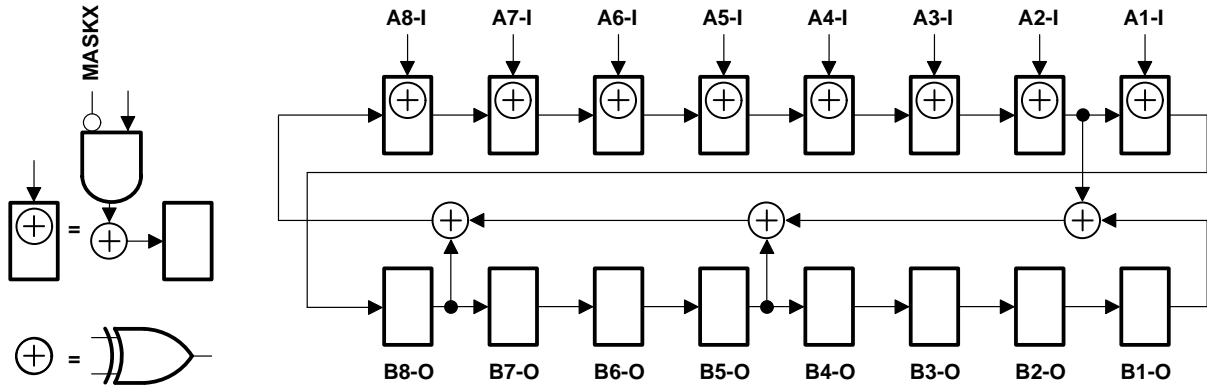 MASKX
=
=
A8-I A7-I A6-I A5-I A4-I A3-I A2-I A1-I
B8-O B7-O B6-O B5-O B4-O B3-O B2-O B1-O